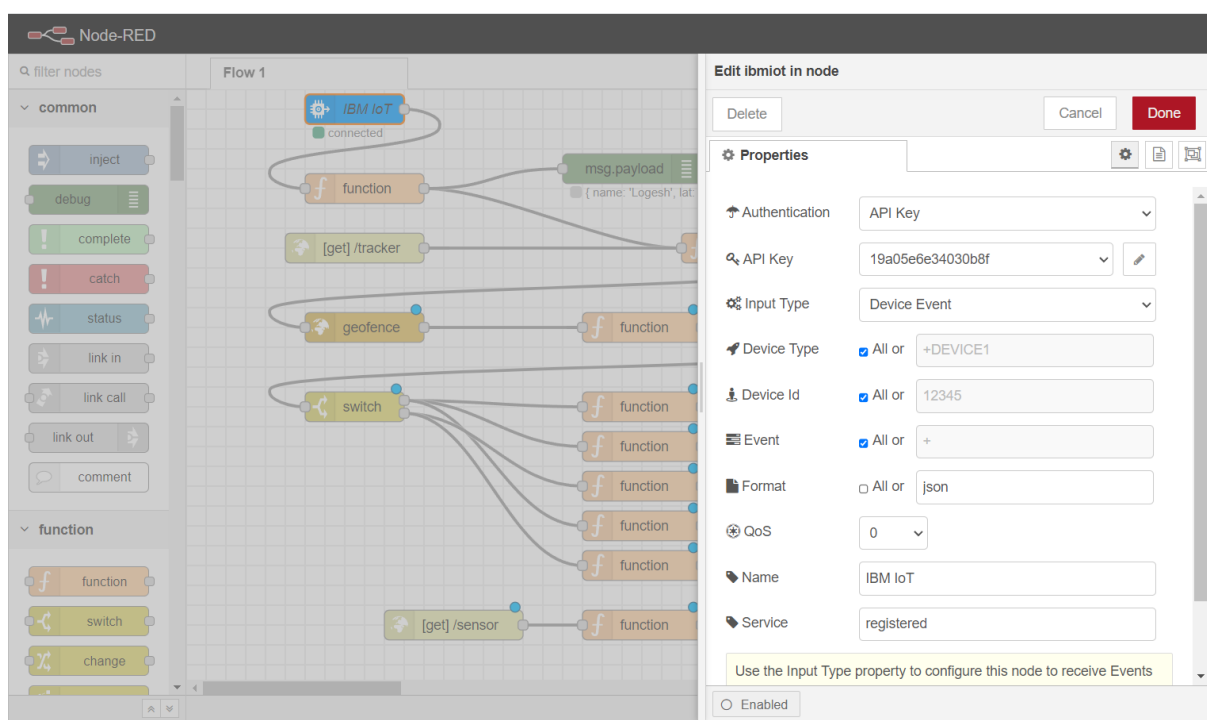 Node-RED
filter nodes
common
inject
debug
complete
catch
status
link in
link call
link out
comment
function
function
switch
change
Flow 1
IBM IoT
connected
function
msg.payload
{ name: 'Logesh', lat:
[get] /tracker
geofence
function
switch
function
function
function
function
function
[get] /sensor
function
Edit ibmiot in node
Delete
Cancel
Done
Properties
Authentication
API Key
API Key
19a05e6e34030b8f
Input Type
Device Event
Device Type
All or
+DEVICE1
Device Id
All or
12345
Event
All or
+
Format
All or
json
QoS
0
Name
IBM IoT
Service
registered
Use the Input Type property to configure this node to receive Events
Enabled